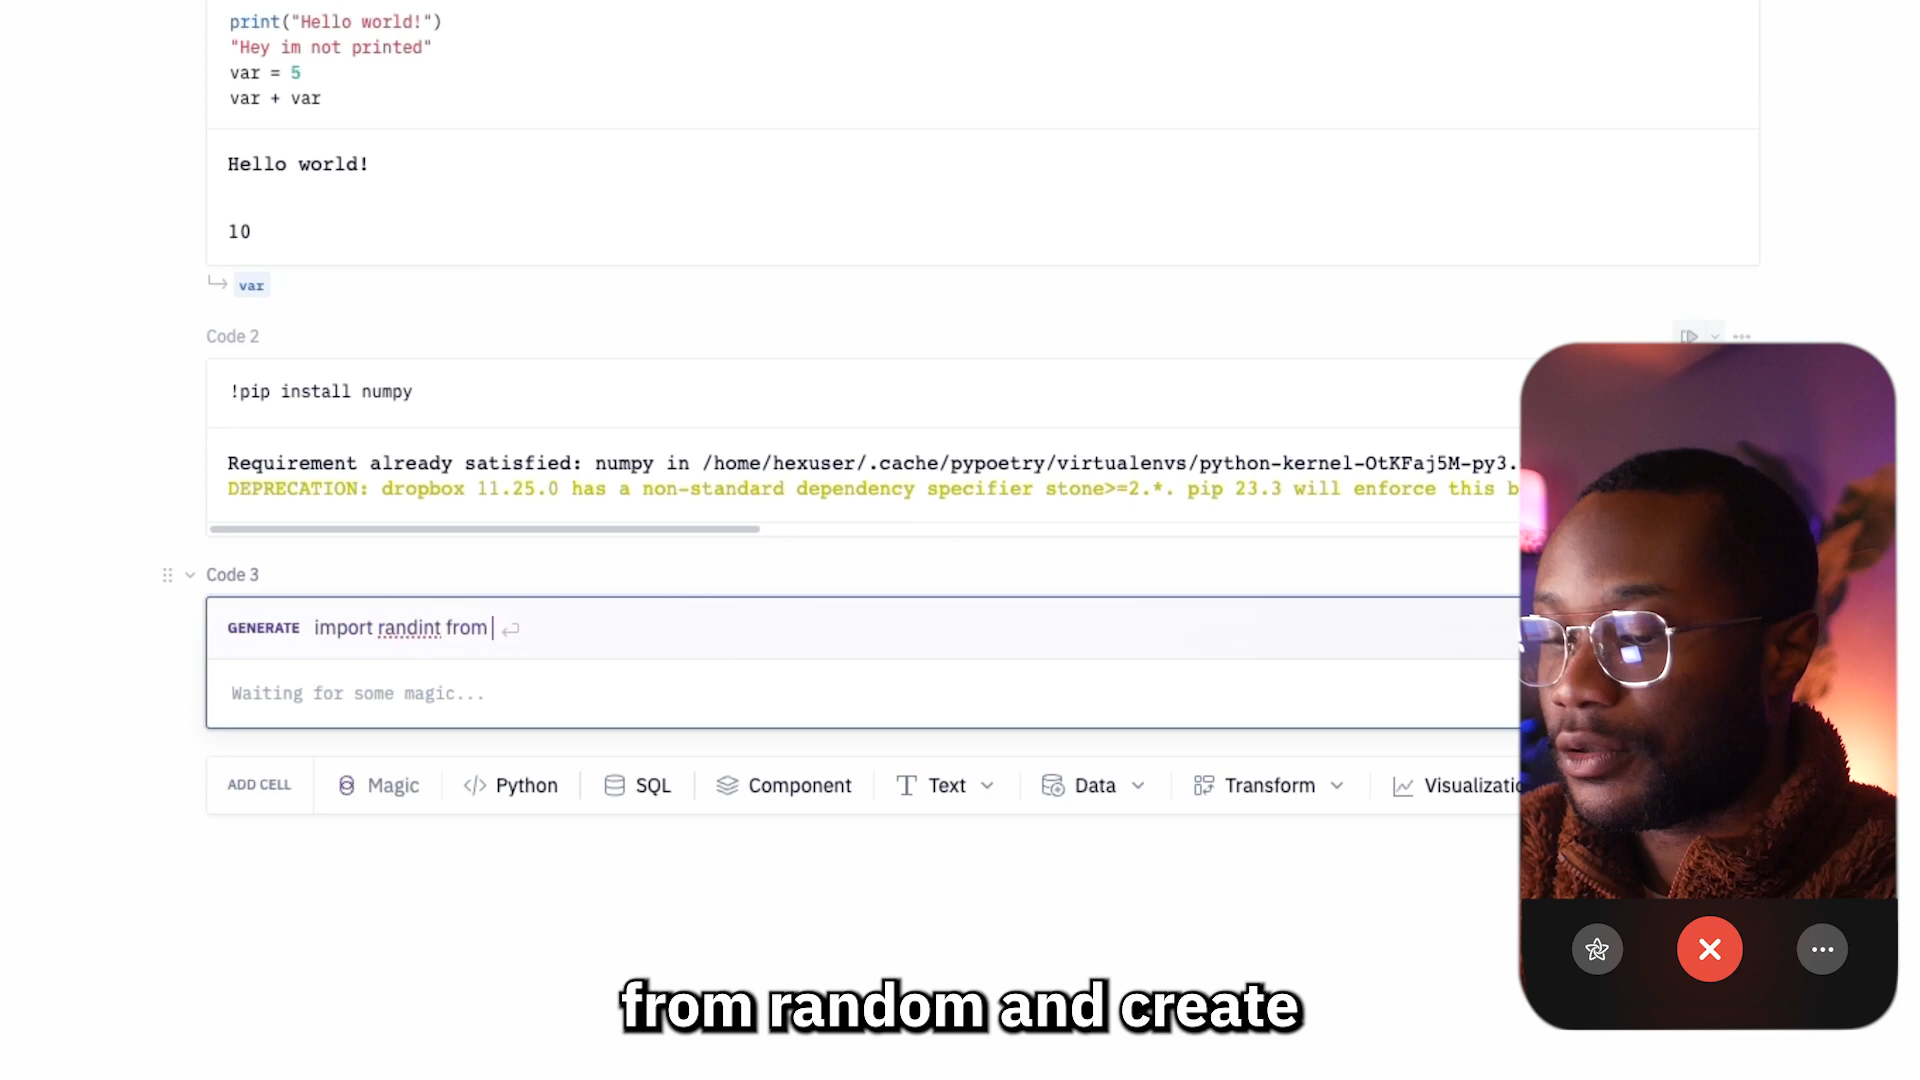 print("Hello world!")
"Hey im not printed"
var = 5
var + var
Hello world!
10
var
Code 2
!pip install numpy
Requirement already satisfied: numpy in /home/hexuser/.cache/pypoetry/virtualenvs/python-kernel-OtKFaj5M-py3.
DEPRECATION: dropbox 11.25.0 has a non-standard dependency specifier stone>=2.*. pip 23.3 will enforce this b
Code 3
GENERATE import randint from
Waiting for some magic...
ADD CELL Magic Python SQL Component Text Data Transform Visualizatio
from random and create